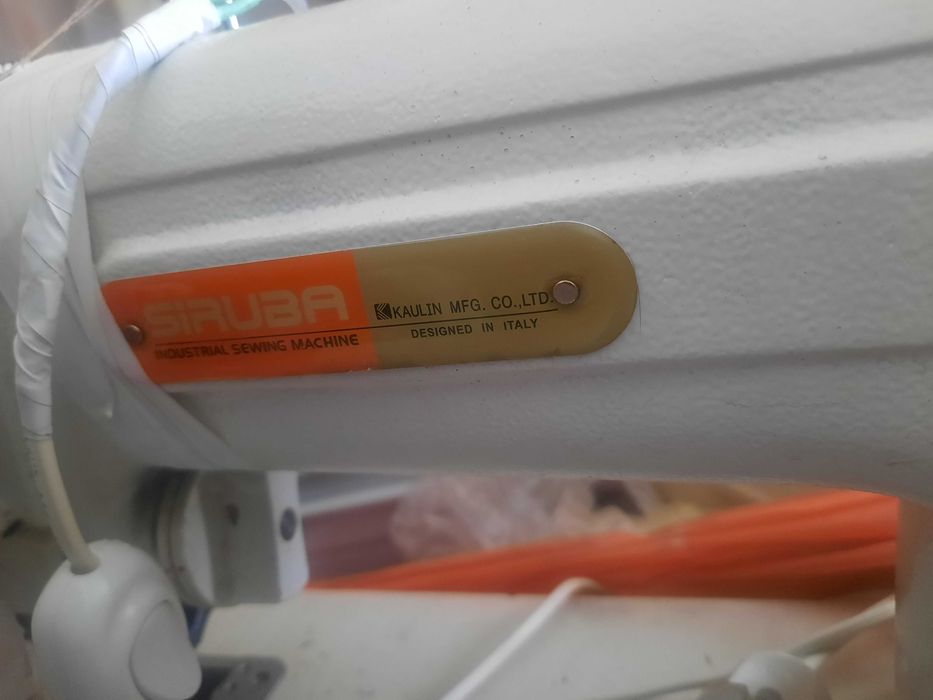 SIRUBA
INDUSTRIAL SEWING MACHINE
KAULIN MFG. CO.,LTD.
DESIGNED IN ITALY